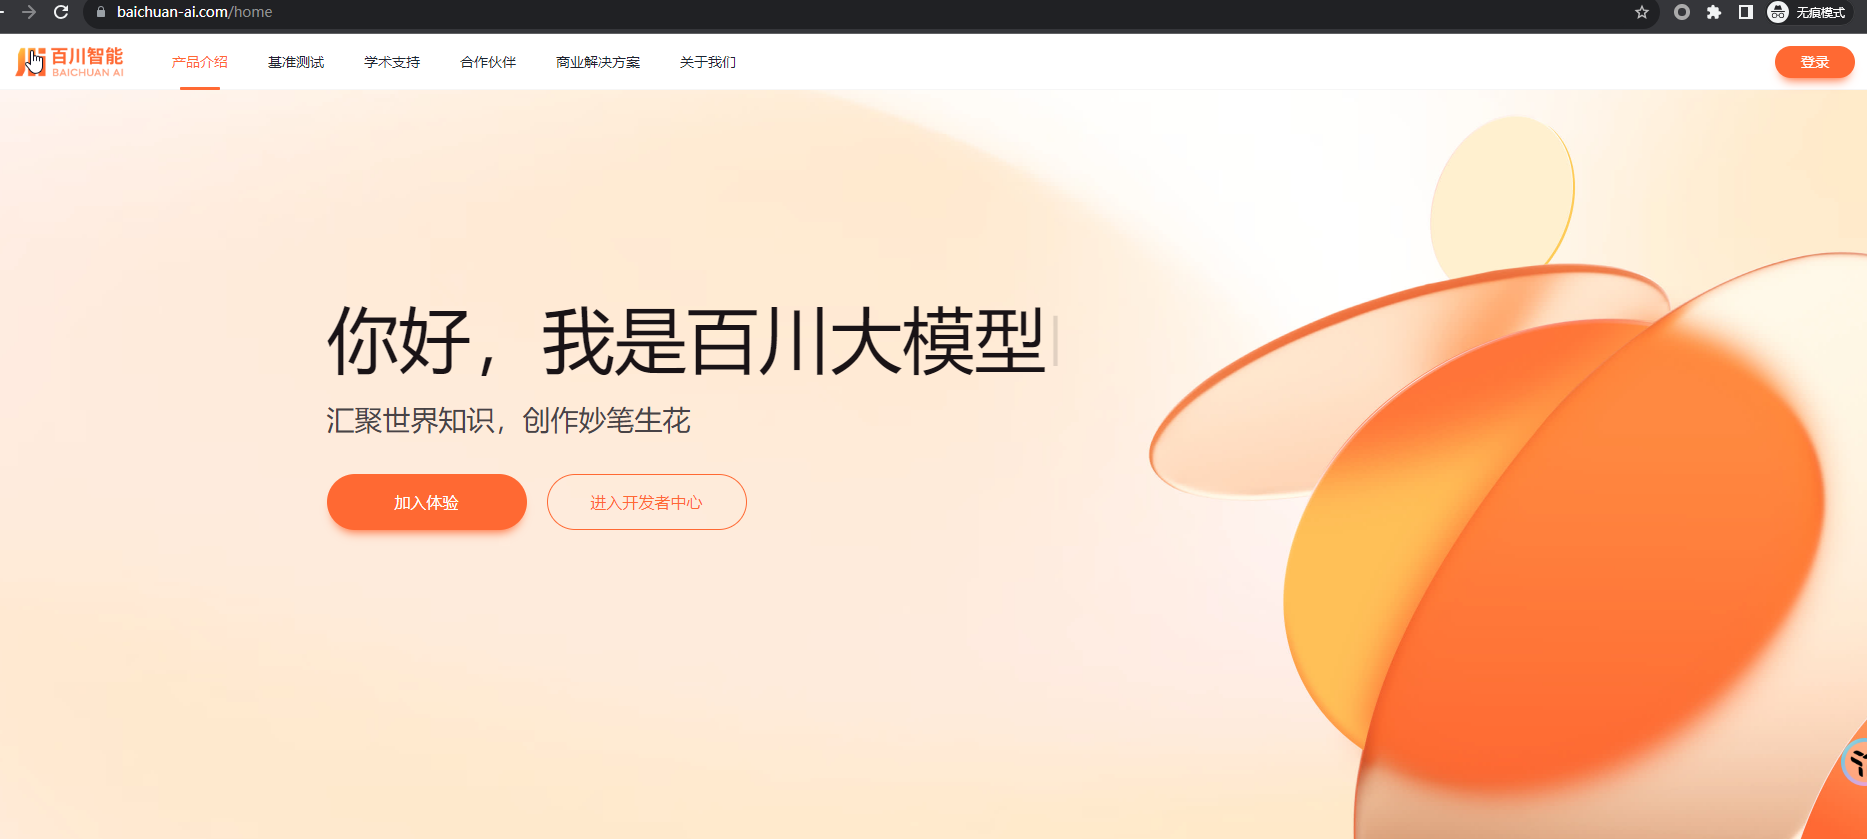 baichuan-ai.com/home
无痕模式
百川智能
BAICHUAN AI
产品介绍
基准测试
学术支持
合作伙伴
商业解决方案
关于我们
登录
你好，我是百川大模型
汇聚世界知识，创作妙笔生花
加入体验
进入开发者中心